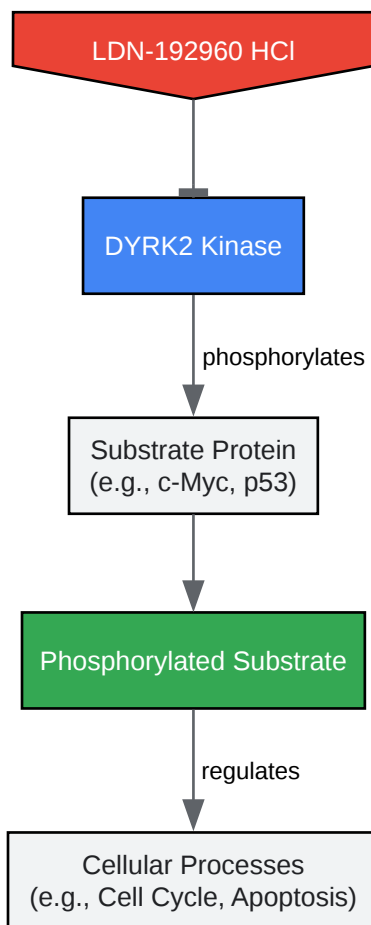 LDN-192960 HCl
DYRK2 Kinase
phosphorylates
Substrate Protein
(e.g., c-Myc, p53)
Phosphorylated Substrate
regulates
Cellular Processes
(e.g., Cell Cycle, Apoptosis)